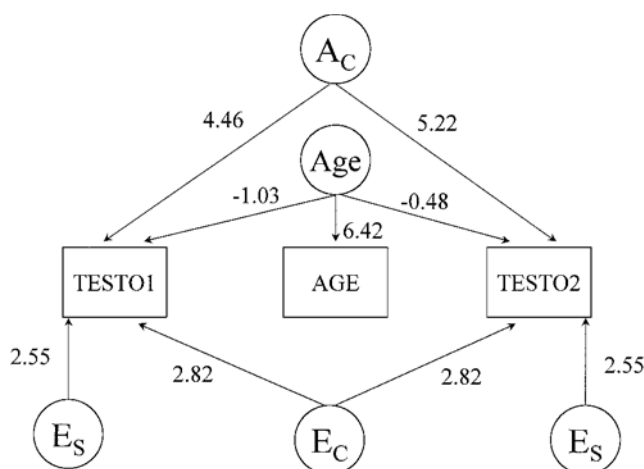 A_C
4.46
5.22
Age
-1.03
-0.48
6.42
TESTO1
AGE
TESTO2
2.55
2.82
2.82
2.55
E_S
E_C
E_S